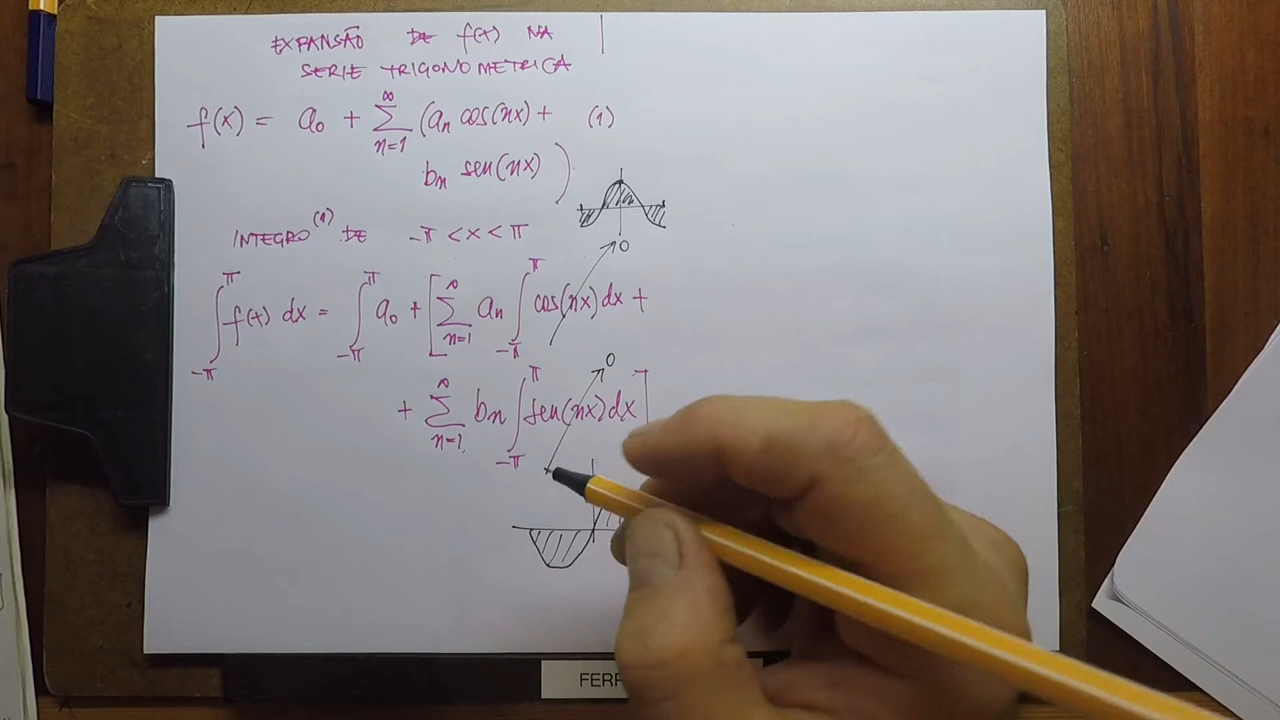 EXPANSÃO DE f(x) NA
SERIE TRIGONOMETRICA
f(x) = a₀ + ∑_{n=1}^{∞} (aₙ cos(nx) + (1)
bₙ sen(nx) )
INTEGRO (1) DE -π < x < π
∫_{-π}^{π} f(x) dx = ∫_{-π}^{π} a₀ + [ ∑_{n=1}^{∞} aₙ ∫_{-π}^{π} cos(nx) dx + 0
+ ∑_{n=1}^{∞} bₙ ∫_{-π}^{π} sen(nx) dx ] 0